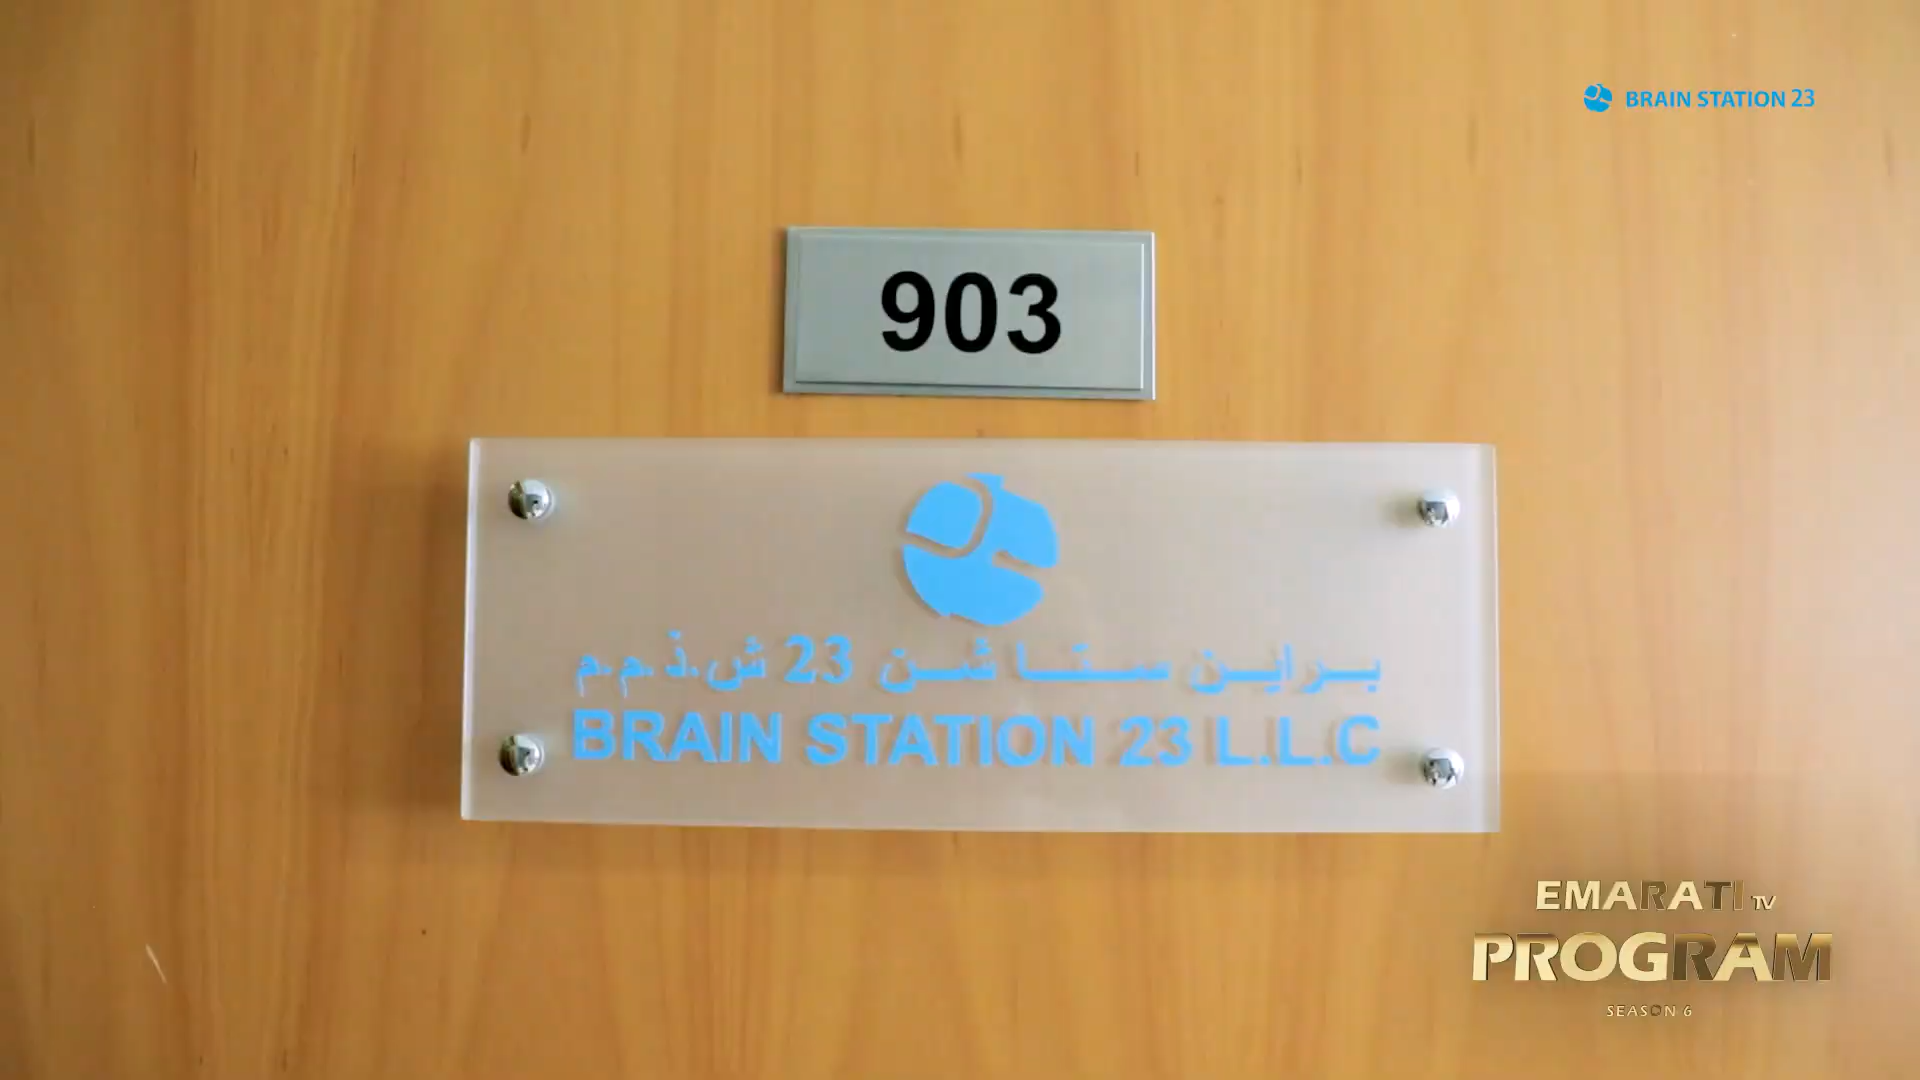 BRAIN STATION 23
903
براين ستاشن 23 ش.ذ.م.م
BRAIN STATION 23 L.L.C
EMARATI TV
PROGRAM
SEASON 6